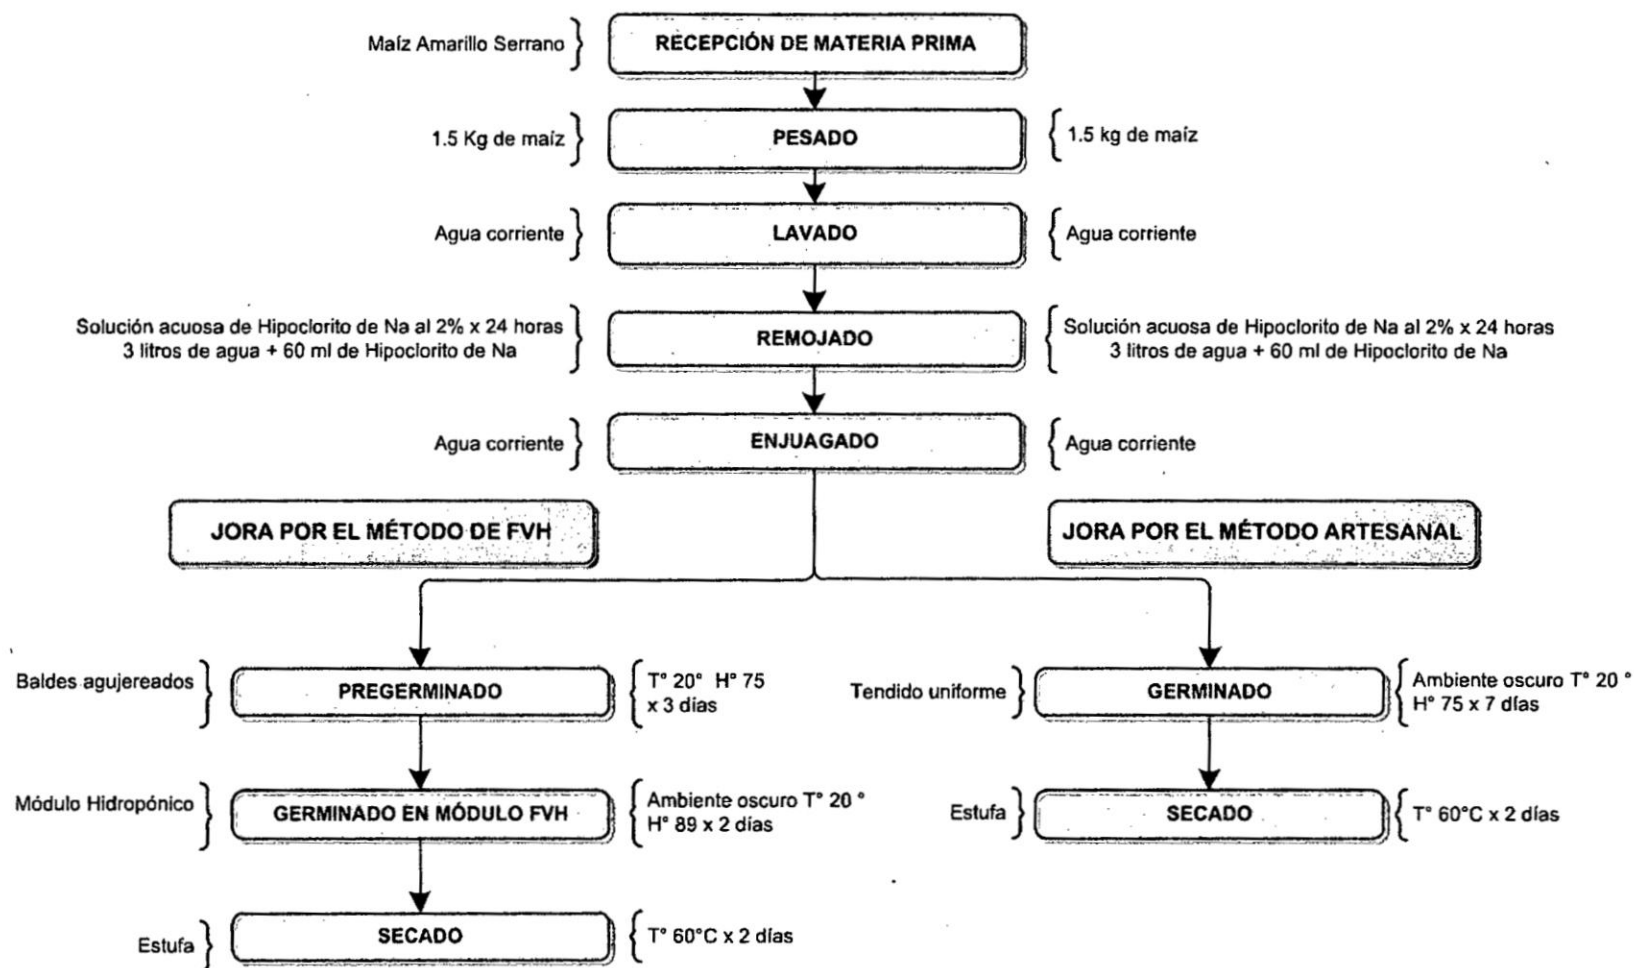 Maíz Amarillo Serrano
RECEPCIÓN DE MATERIA PRIMA
1.5 Kg de maíz
PESADO
1.5 kg de maíz
Agua corriente
LAVADO
Agua corriente
Solución acuosa de Hipoclorito de Na al 2% x 24 horas
3 litros de agua + 60 ml de Hipoclorito de Na
REMOJADO
Solución acuosa de Hipoclorito de Na al 2% x 24 horas
3 litros de agua + 60 ml de Hipoclorito de Na
Agua corriente
ENJUAGADO
Agua corriente
JORA POR EL MÉTODO DE FVH
JORA POR EL MÉTODO ARTESANAL
Baldes agujereados
PREGERMINADO
T° 20° H° 75
x 3 días
Tendido uniforme
GERMINADO
Ambiente oscuro T° 20 °
H° 75 x 7 días
Módulo Hidropónico
GERMINADO EN MÓDULO FVH
Ambiente oscuro T° 20 °
H° 89 x 2 días
Estufa
SECADO
T° 60°C x 2 días
Estufa
SECADO
T° 60°C x 2 días